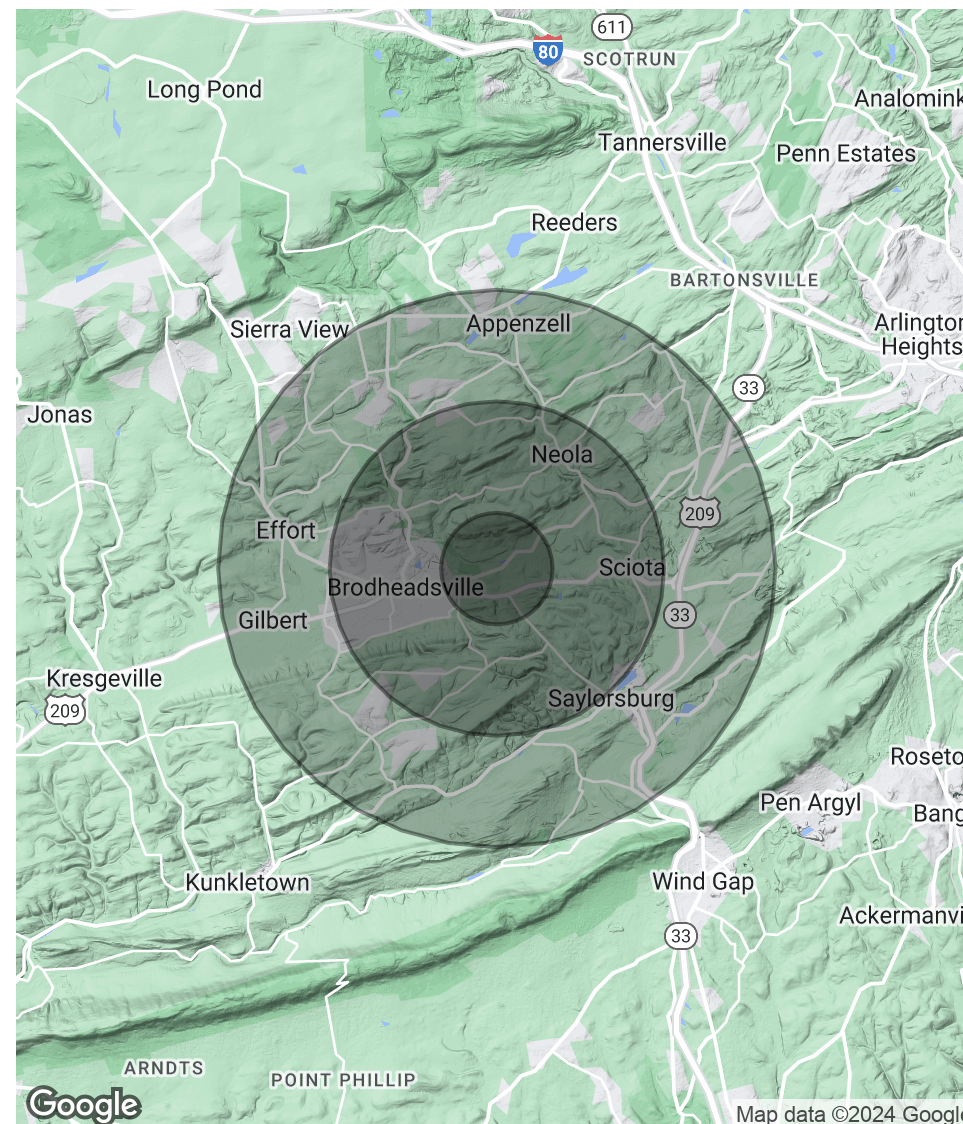 611
80
SCOTRUN
Long Pond
Analomink
Tannersville
Penn Estates
Reeders
BARTONSVILLE
Sierra View
Appenzell
Arlington
Heights
33
Jonas
Neola
209
Effort
Sciota
Brodheadsville
Gilbert
33
Kresgeville
209
Saylorsburg
Roseto
Pen Argyl
Bang
Kunkletown
Wind Gap
Ackermanvi
33
ARNDTS
POINT PHILLIP
Google
Map data ©2024 Google